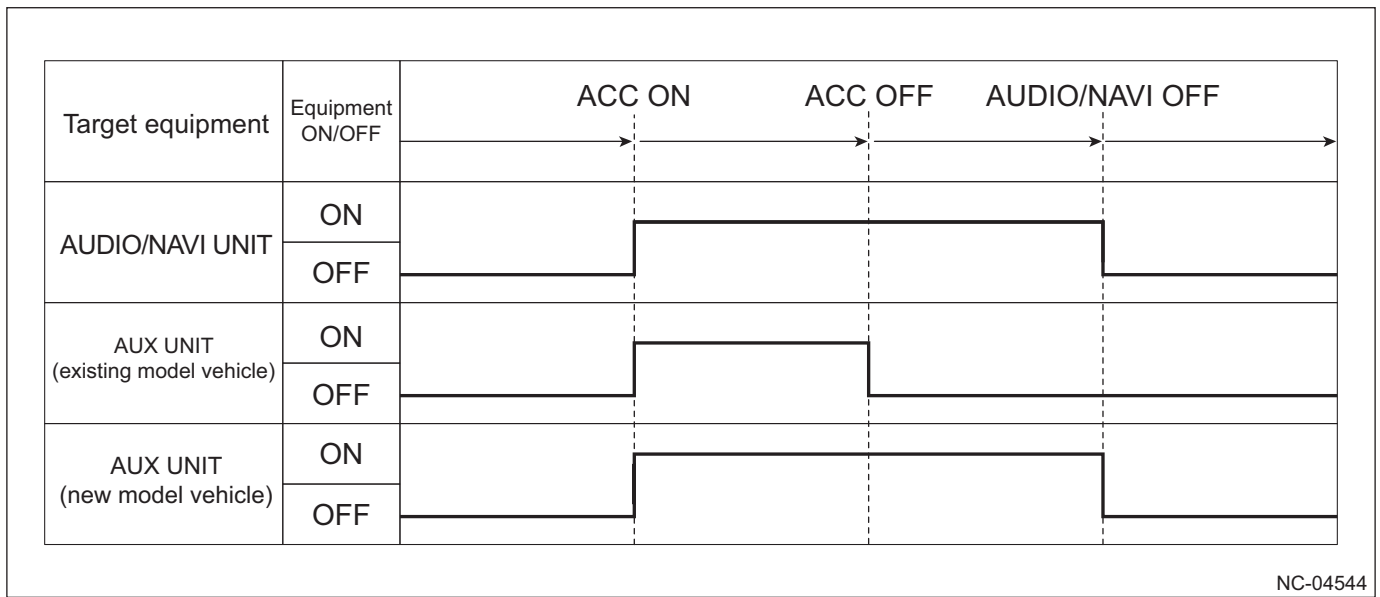 Target equipment
Equipment
ON/OFF
ACC ON
ACC OFF
AUDIO/NAVI OFF
AUDIO/NAVI UNIT
ON
OFF
AUX UNIT
(existing model vehicle)
ON
OFF
AUX UNIT
(new model vehicle)
ON
OFF
NC-04544